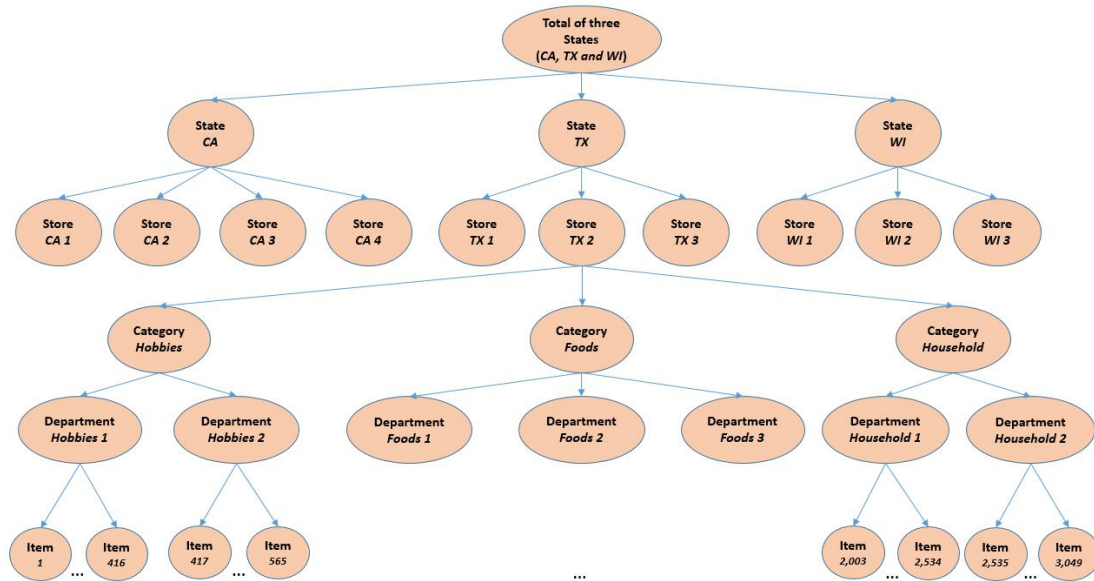 Total of three
States
(CA, TX and WI)
State
CA
State
TX
State
WI
Store
CA 1
Store
CA 2
Store
CA 3
Store
CA 4
Store
TX 1
Store
TX 2
Store
TX 3
Store
WI 1
Store
WI 2
Store
WI 3
Category
Hobbies
Category
Foods
Category
Household
Department
Hobbies 1
Department
Hobbies 2
Department
Foods 1
Department
Foods 2
Department
Foods 3
Department
Household 1
Department
Household 2
Item
1
...
Item
416
Item
417
...
Item
565
...
Item
2,003
...
Item
2,534
Item
2,535
...
Item
3,049